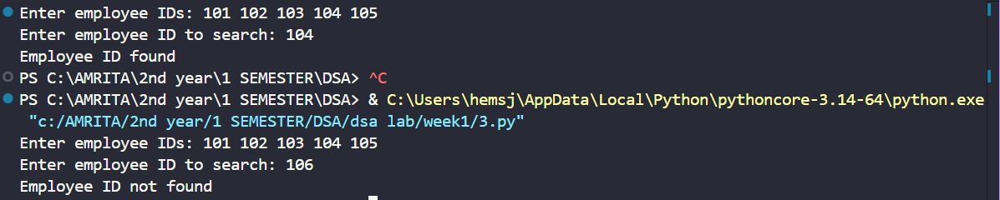 Enter employee IDs: 101 102 103 104 105
Enter employee ID to search: 104
Employee ID found
PS C:\AMRITA\2nd year\1 SEMESTER\DSA> ^C
PS C:\AMRITA\2nd year\1 SEMESTER\DSA> & C:\Users\hemsj\AppData\Local\Python\pythoncore-3.14-64\python.exe
"c:/AMRITA/2nd year/1 SEMESTER/DSA/dsa lab/week1/3.py"
Enter employee IDs: 101 102 103 104 105
Enter employee ID to search: 106
Employee ID not found